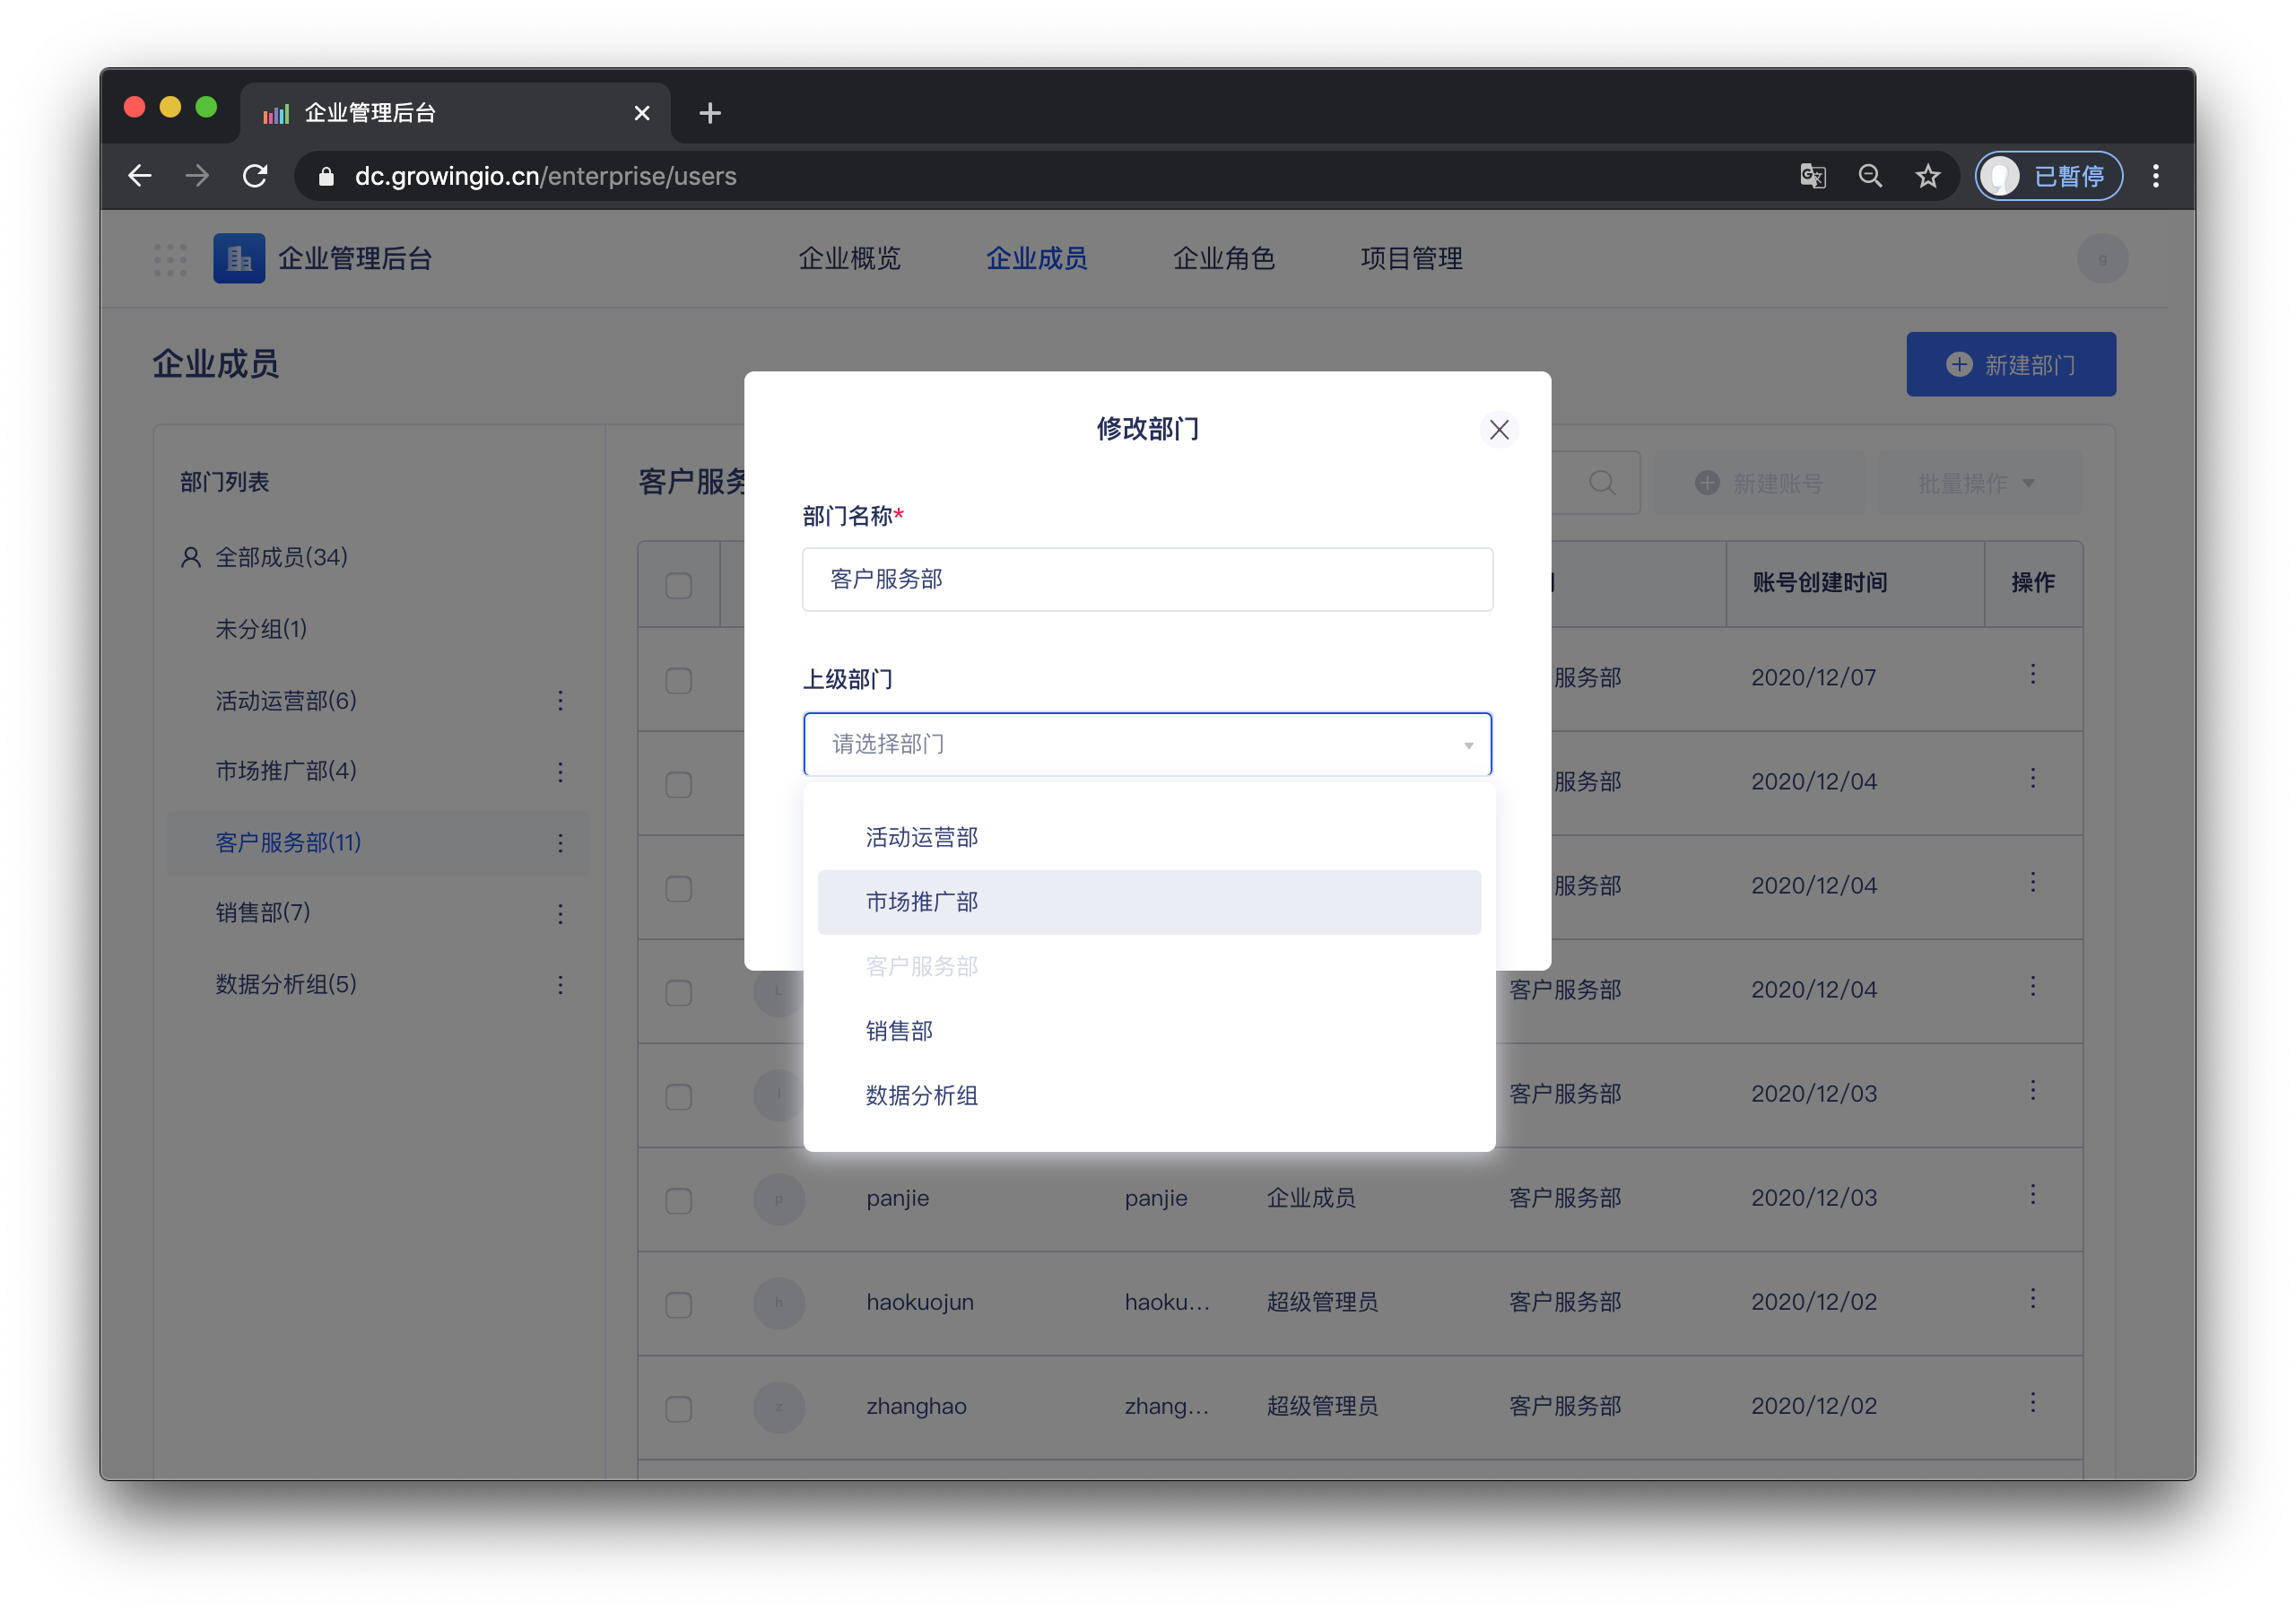 企业管理后台
dc.growingio.cn/enterprise/users
已暂停
企业管理后台
企业概览
企业成员
企业角色
项目管理
g
企业成员
新建部门
部门列表
全部成员(34)
未分组(1)
活动运营部(6)
市场推广部(4)
客户服务部(11)
销售部(7)
数据分析组(5)
客户服务
新建账号
批量操作
账号创建时间
操作
服务部
2020/12/07
服务部
2020/12/04
服务部
2020/12/04
L
客户服务部
2020/12/04
客户服务部
2020/12/03
p
panjie
panjie
企业成员
客户服务部
2020/12/03
h
haokuojun
haoku...
超级管理员
客户服务部
2020/12/02
z
zhanghao
zhang...
超级管理员
客户服务部
2020/12/02
修改部门
部门名称*
客户服务部
上级部门
请选择部门
活动运营部
市场推广部
客户服务部
销售部
数据分析组